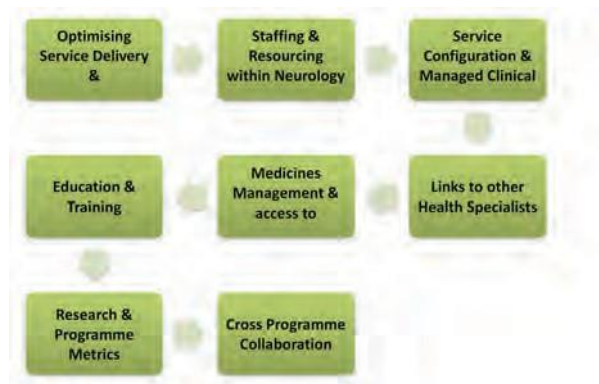 Optimising
Service Delivery
&
Staffing &
Resourcing
within Neurology
Service
Configuration &
Managed Clinical
Links to other
Health Specialists
Medicines
Management &
access to
Education &
Training
Research &
Programme
Metrics
Cross Programme
Collaboration